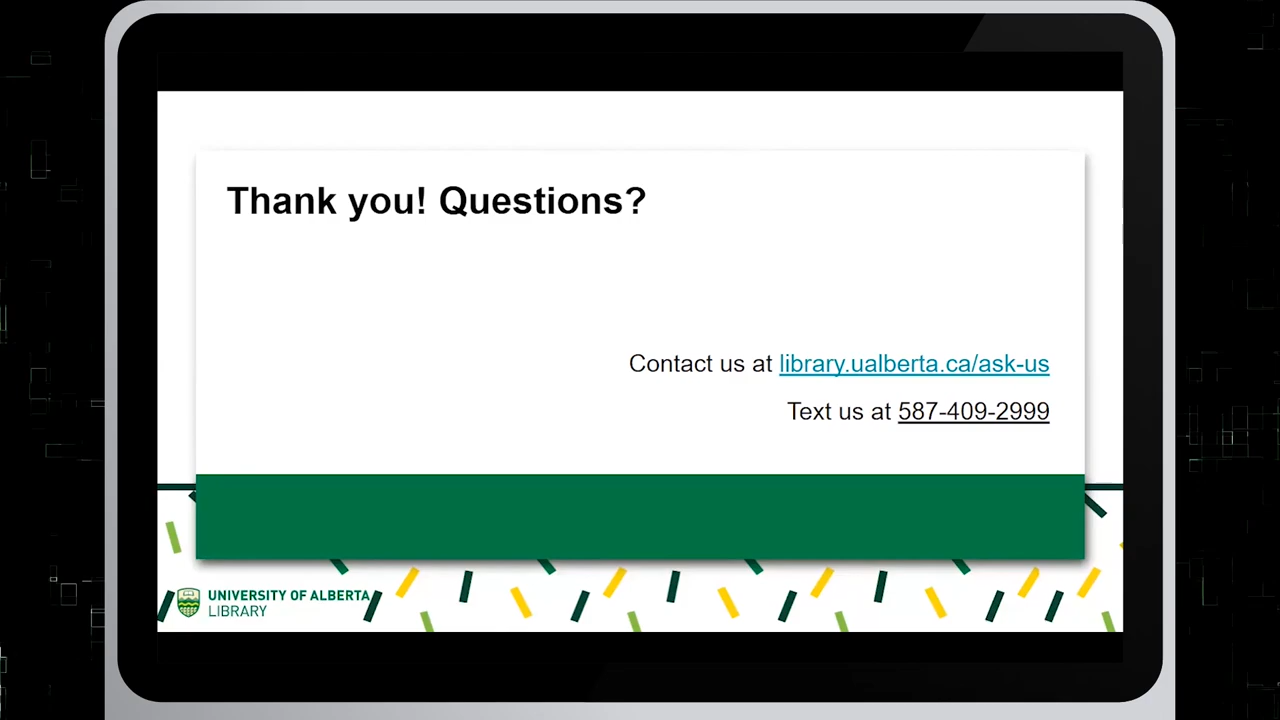 Thank you! Questions?
Contact us at library.ualberta.ca/ask-us
Text us at 587-409-2999
UNIVERSITY OF ALBERTA
LIBRARY